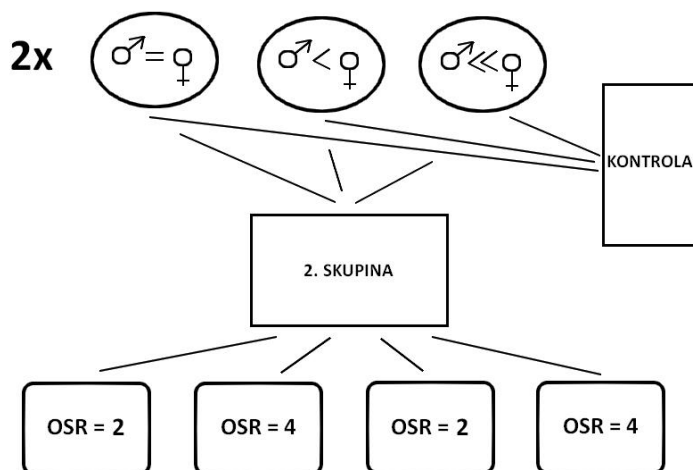 2x ♂ = ♀ ♂ < ♀ ♂ << ♀
KONTROLA
2. SKUPINA
OSR = 2 OSR = 4 OSR = 2 OSR = 4